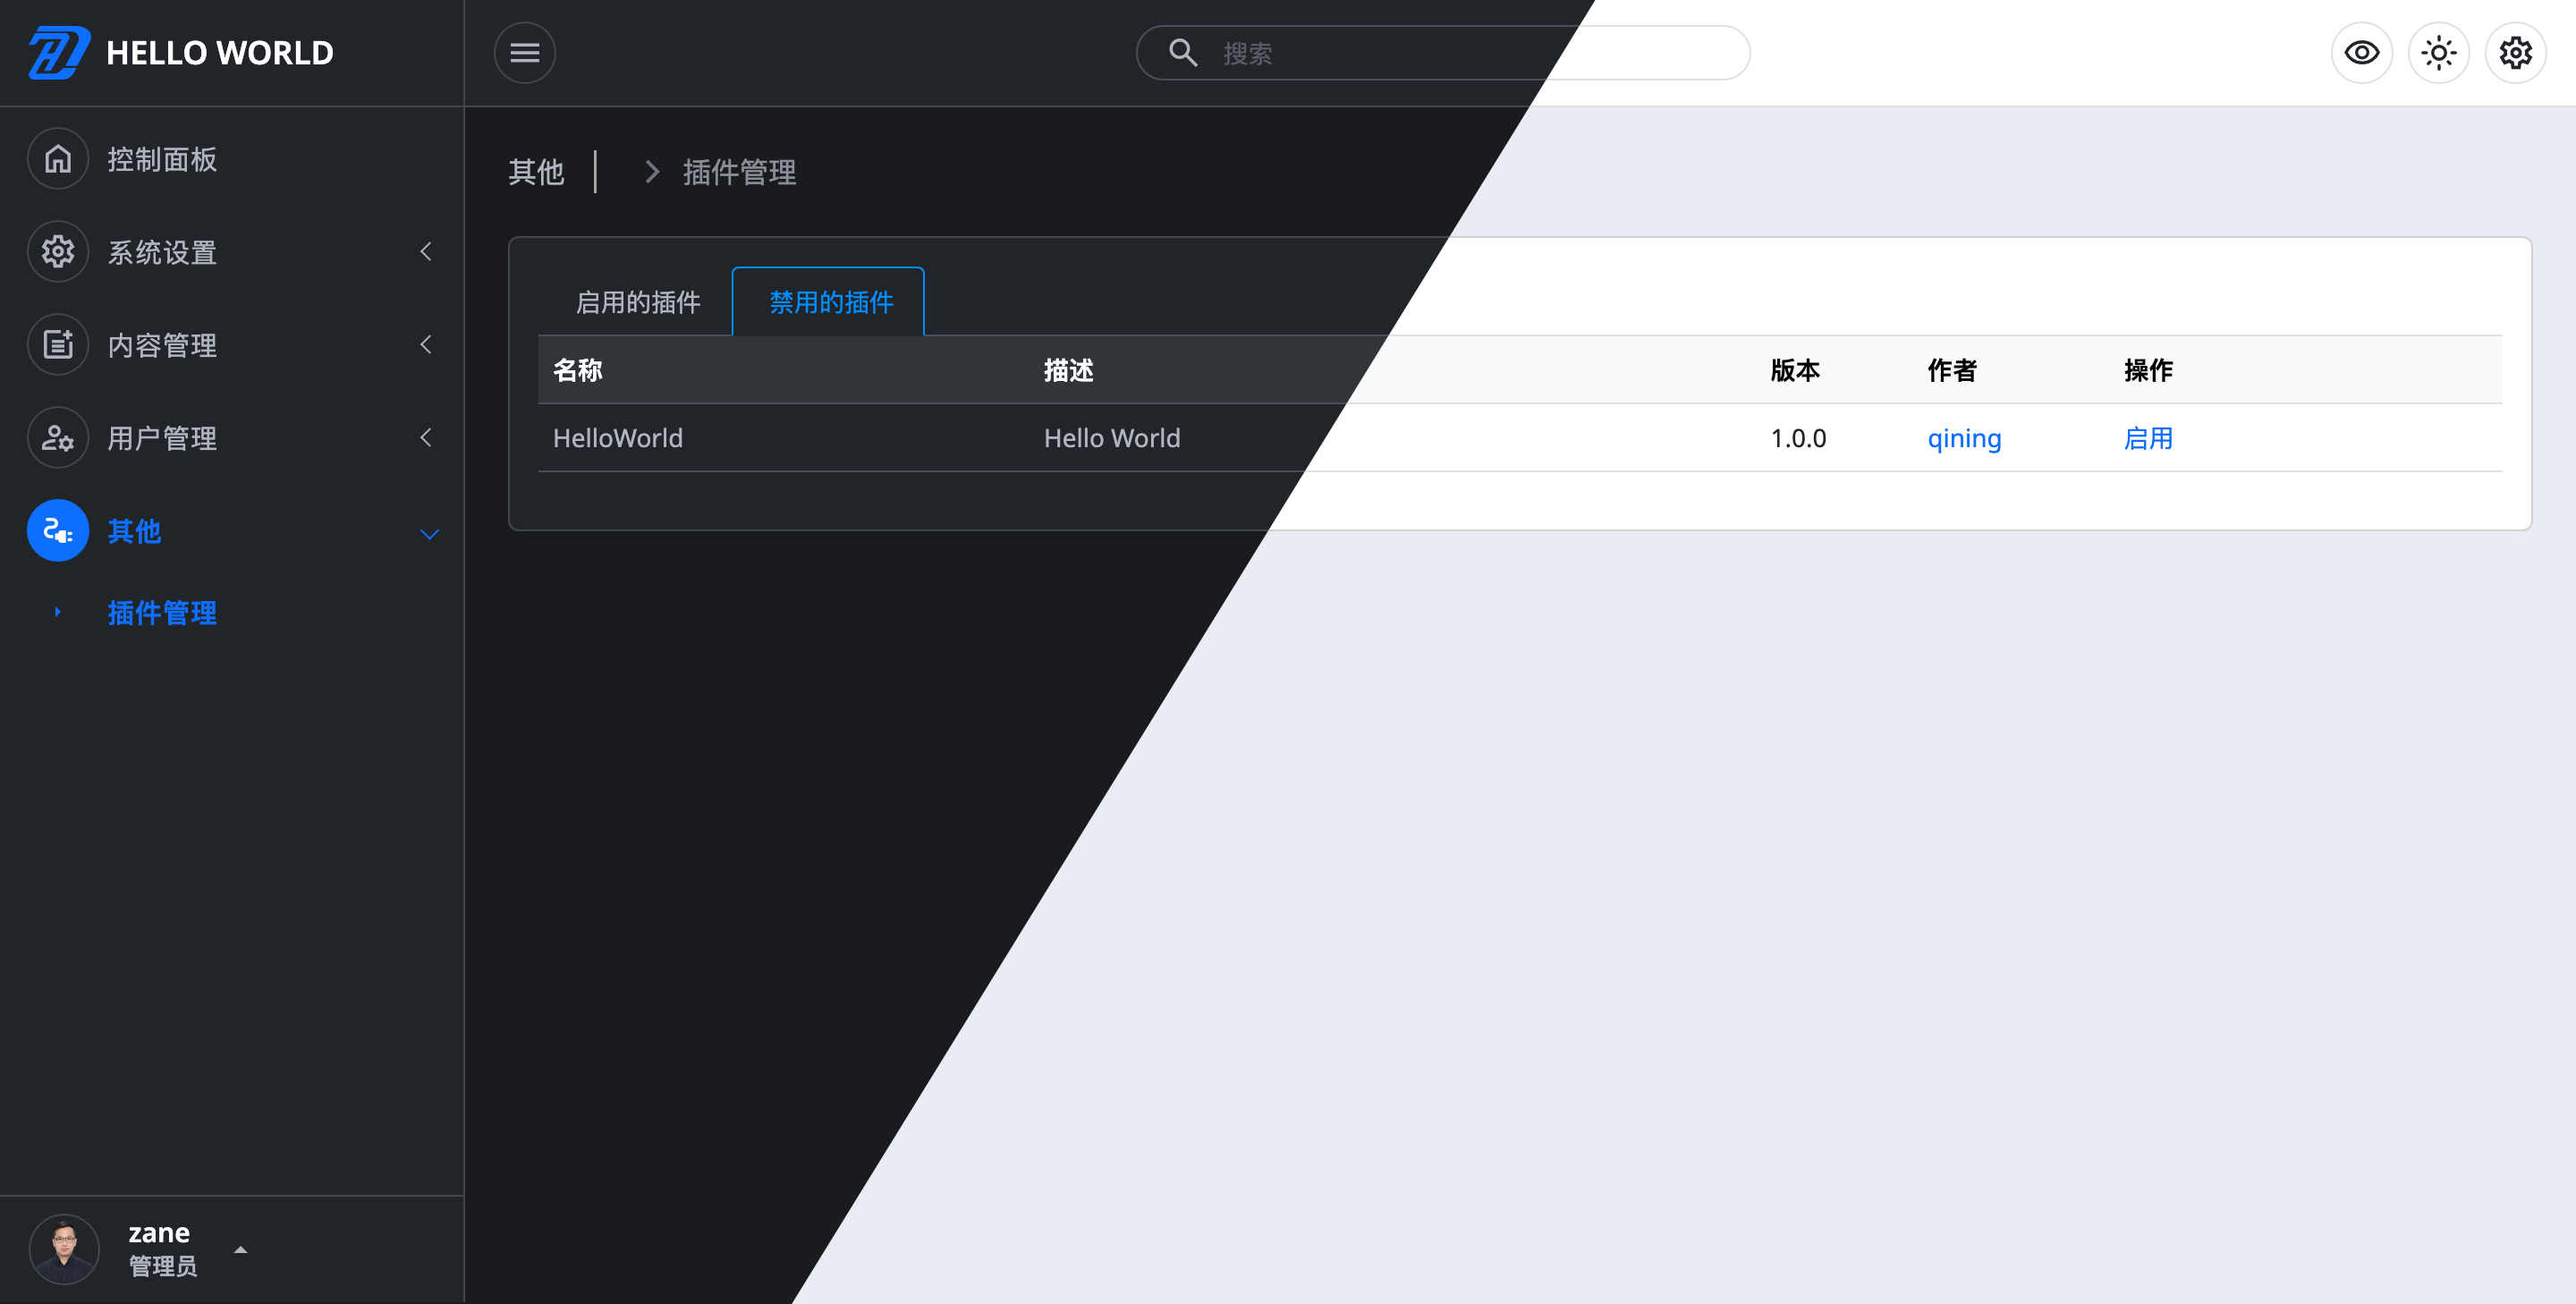 HELLO WORLD
搜索
控制面板
系统设置
内容管理
用户管理
其他
插件管理
其他 插件管理
启用的插件 禁用的插件
名称 描述 版本 作者 操作
HelloWorld Hello World 1.0.0 qining 启用
zane
管理员